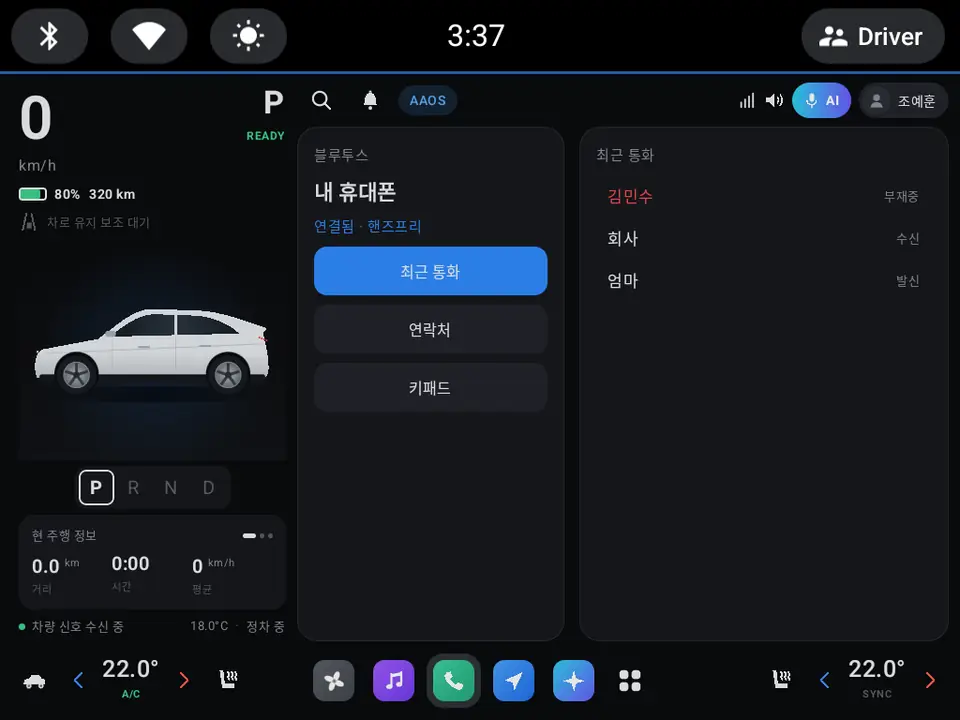 3:37
Driver
0
P
READY
km/h
80% 320 km
차로 유지 보조 대기
P R N D
현 주행 정보
0.0 km 0:00 0 km/h
거리 시간 평균
차량 신호 수신 중 18.0°C · 정차 중
AAOS
AI
조예훈
블루투스
내 휴대폰
연결됨 · 핸즈프리
최근 통화
연락처
키패드
최근 통화
김민수 부재중
회사 수신
엄마 발신
22.0°
A/C
22.0°
SYNC